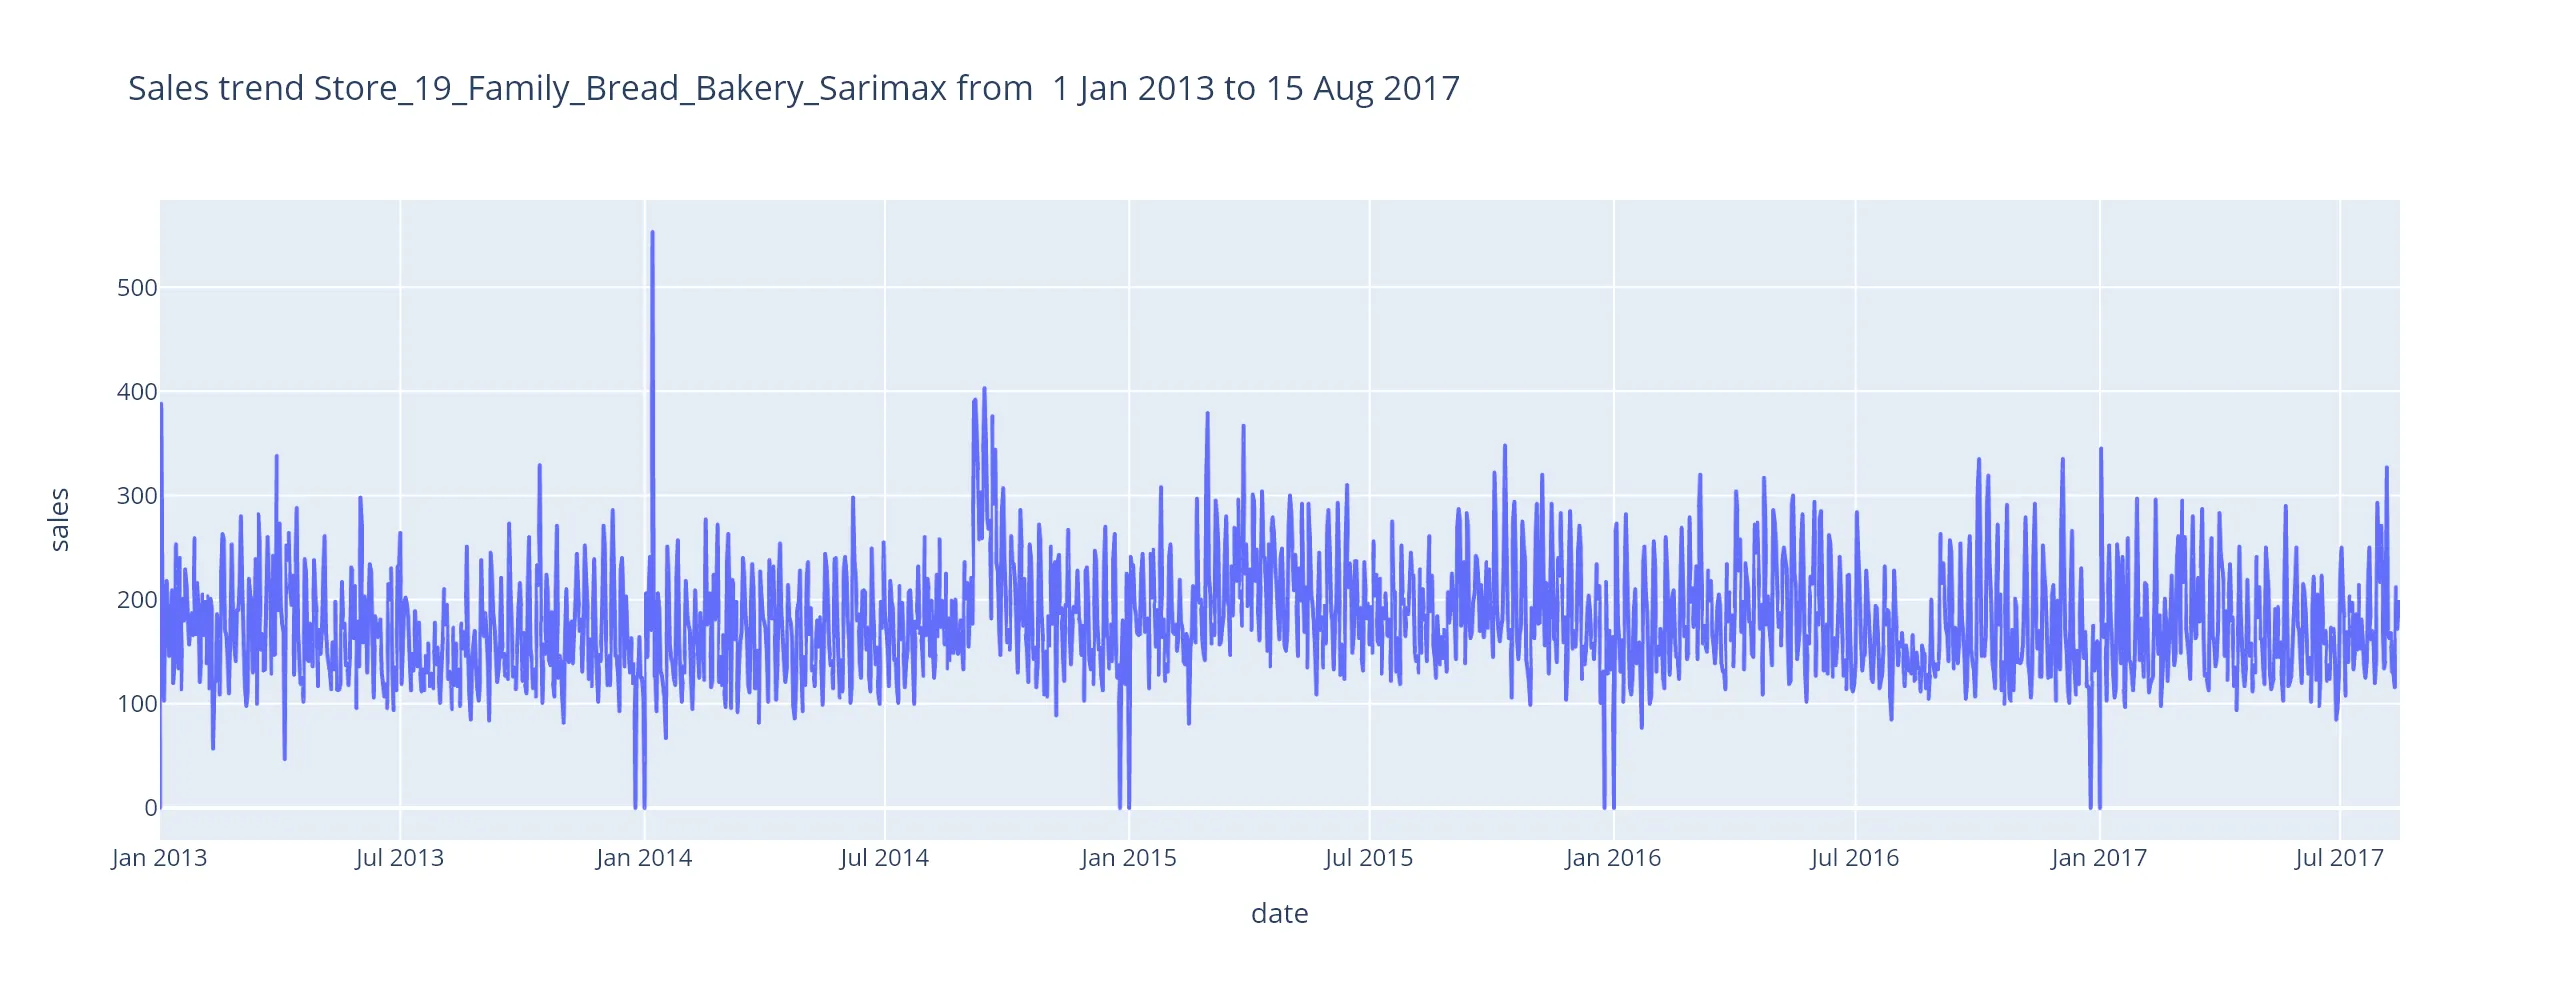 Sales trend Store_19_Family_Bread_Bakery_Sarimax from  1 Jan 2013 to 15 Aug 2017
500
400
300
200
100
0
sales
Jan 2013 Jul 2013 Jan 2014 Jul 2014 Jan 2015 Jul 2015 Jan 2016 Jul 2016 Jan 2017 Jul 2017
date